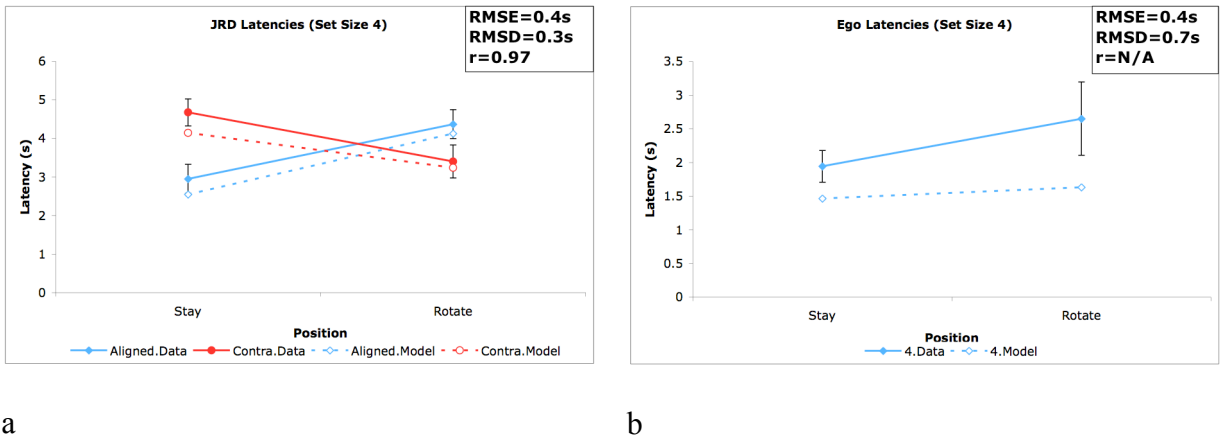 JRD Latencies (Set Size 4)
RMSE=0.4s
RMSD=0.3s
r=0.97
6
5
4
3
2
1
0
Latency (s)
Stay
Rotate
Position
Aligned.Data
Contra.Data
Aligned.Model
Contra.Model
a
Ego Latencies (Set Size 4)
RMSE=0.4s
RMSD=0.7s
r=N/A
3.5
3
2.5
2
1.5
1
0.5
0
Latency (s)
Stay
Rotate
Position
4.Data
4.Model
b